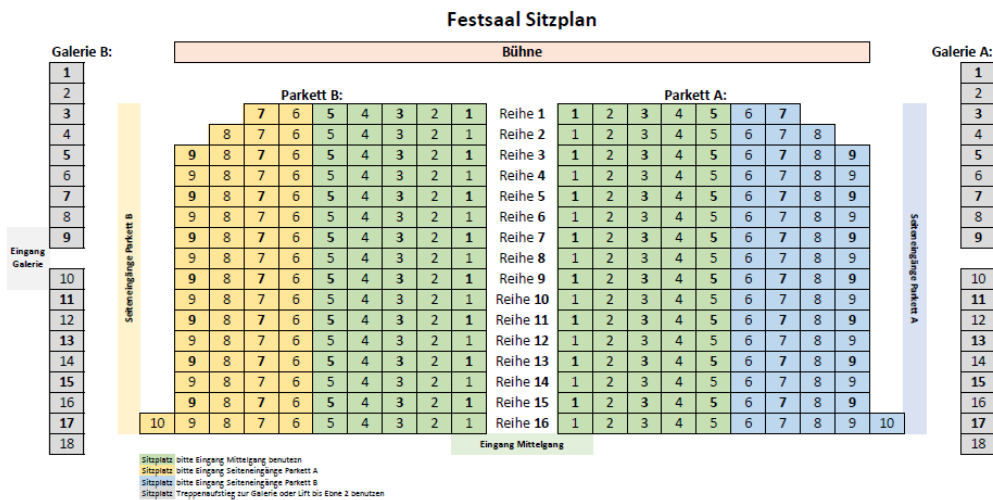 Festsaal Sitzplan
Galerie B: Bühne Galerie A:
1 1
2 Parkett B: Parkett A: 2
3 7 6 5 4 3 2 1 Reihe 1 1 2 3 4 5 6 7 3
4 8 7 6 5 4 3 2 1 Reihe 2 1 2 3 4 5 6 7 8 4
5 9 8 7 6 5 4 3 2 1 Reihe 3 1 2 3 4 5 6 7 8 9 5
6 9 8 7 6 5 4 3 2 1 Reihe 4 1 2 3 4 5 6 7 8 9 6
7 9 8 7 6 5 4 3 2 1 Reihe 5 1 2 3 4 5 6 7 8 9 7
8 9 8 7 6 5 4 3 2 1 Reihe 6 1 2 3 4 5 6 7 8 9 8
9 9 8 7 6 5 4 3 2 1 Reihe 7 1 2 3 4 5 6 7 8 9 9
Eingang
Galerie
9 8 7 6 5 4 3 2 1 Reihe 8 1 2 3 4 5 6 7 8 9
10 9 8 7 6 5 4 3 2 1 Reihe 9 1 2 3 4 5 6 7 8 9 10
11 9 8 7 6 5 4 3 2 1 Reihe 10 1 2 3 4 5 6 7 8 9 11
12 9 8 7 6 5 4 3 2 1 Reihe 11 1 2 3 4 5 6 7 8 9 12
13 9 8 7 6 5 4 3 2 1 Reihe 12 1 2 3 4 5 6 7 8 9 13
14 9 8 7 6 5 4 3 2 1 Reihe 13 1 2 3 4 5 6 7 8 9 14
15 9 8 7 6 5 4 3 2 1 Reihe 14 1 2 3 4 5 6 7 8 9 15
16 9 8 7 6 5 4 3 2 1 Reihe 15 1 2 3 4 5 6 7 8 9 16
17 10 9 8 7 6 5 4 3 2 1 Reihe 16 1 2 3 4 5 6 7 8 9 10 17
18 Eingang Mittelgang 18
Seiteneingänge Parkett B
Seiteneingänge Parkett A
Sitzplatz bitte Eingang Mittelgang benutezn
Sitzplatz bitte Eingang Seiteneingänge Parkett A
Sitzplatz bitte Eingang Seiteneingänge Parkett B
Sitzplatz Treppenaufstieg zur Galerie oder Lift bis Ebne 2 benutzen